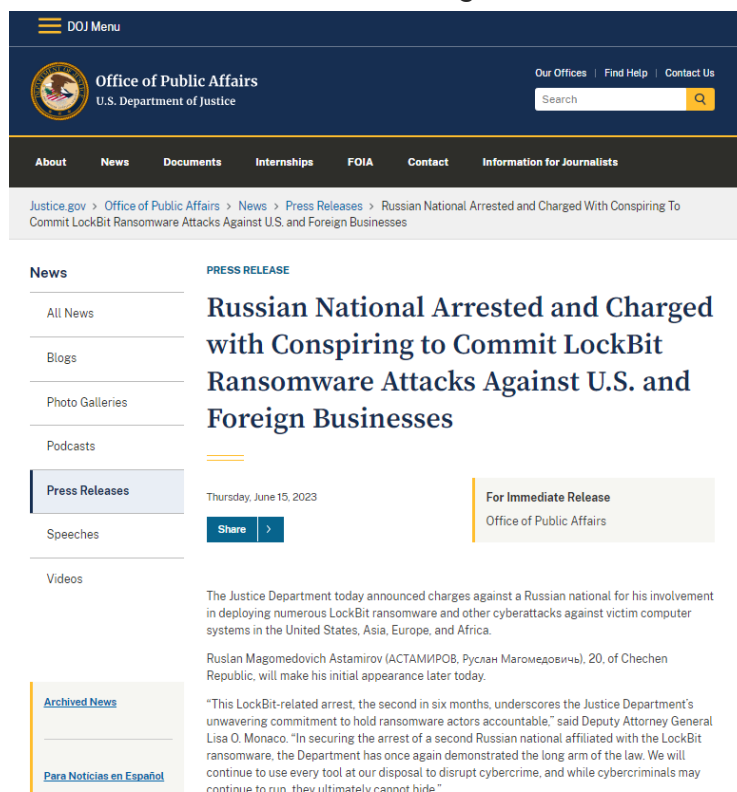 DOJ Menu
Office of Public Affairs
U.S. Department of Justice
Our Offices | Find Help | Contact Us
Search
About News Documents Internships FOIA Contact Information for Journalists
Justice.gov > Office of Public Affairs > News > Press Releases > Russian National Arrested and Charged With Conspiring To
Commit LockBit Ransomware Attacks Against U.S. and Foreign Businesses
News
All News
Blogs
Photo Galleries
Podcasts
Press Releases
Speeches
Videos
Archived News
Para Notícias en Español
PRESS RELEASE
Russian National Arrested and Charged
with Conspiring to Commit LockBit
Ransomware Attacks Against U.S. and
Foreign Businesses
Thursday, June 15, 2023
Share >
For Immediate Release
Office of Public Affairs
The Justice Department today announced charges against a Russian national for his involvement
in deploying numerous LockBit ransomware and other cyberattacks against victim computer
systems in the United States, Asia, Europe, and Africa.
Ruslan Magomedovich Astamirov (АСТАМИРОВ, Руслан Магомедовичь), 20, of Chechen
Republic, will make his initial appearance later today.
“This LockBit-related arrest, the second in six months, underscores the Justice Department’s
unwavering commitment to hold ransomware actors accountable,” said Deputy Attorney General
Lisa O. Monaco. “In securing the arrest of a second Russian national affiliated with the LockBit
ransomware, the Department has once again demonstrated the long arm of the law. We will
continue to use every tool at our disposal to disrupt cybercrime, and while cybercriminals may
continue to run, they ultimately cannot hide.”